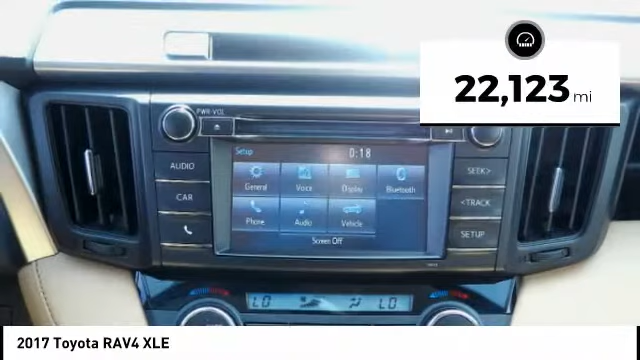 22,123 mi
PWR·VOL
Setup 0:18
AUDIO
General Voice Display Bluetooth
SEEK>
CAR
<TRACK
Phone Audio Vehicle
SETUP
Screen Off
LO LO
2017 Toyota RAV4 XLE